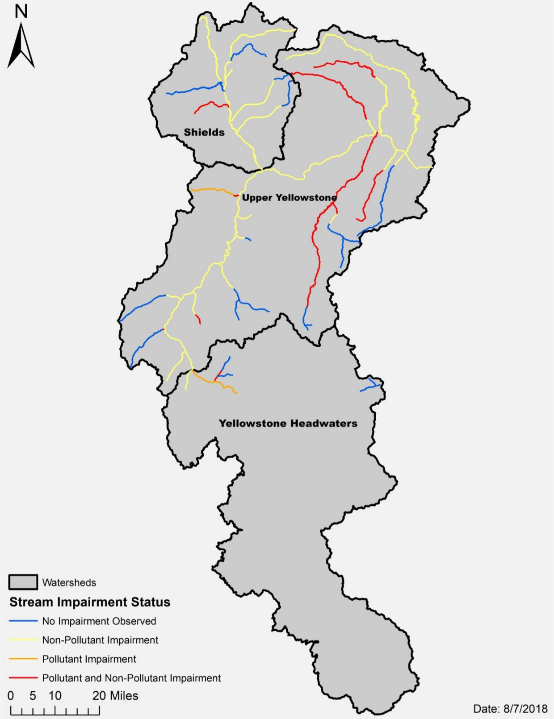 N
Shields
Upper Yellowstone
Yellowstone Headwaters
Watersheds
Stream Impairment Status
No Impairment Observed
Non-Pollutant Impairment
Pollutant Impairment
Pollutant and Non-Pollutant Impairment
0 5 10 20 Miles
Date: 8/7/2018